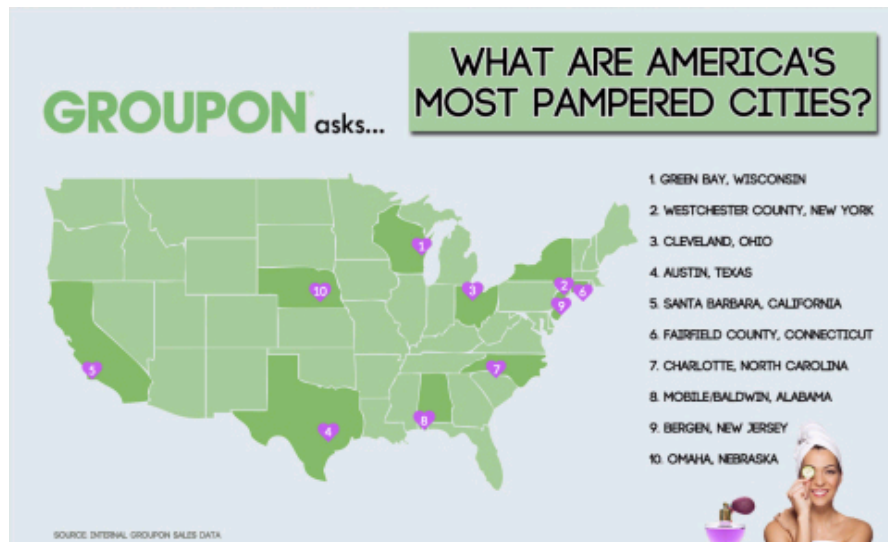 WHAT ARE AMERICA'S
MOST PAMPERED CITIES?
GROUPON® asks...
1. GREEN BAY, WISCONSIN
2. WESTCHESTER COUNTY, NEW YORK
3. CLEVELAND, OHIO
4. AUSTIN, TEXAS
5. SANTA BARBARA, CALIFORNIA
6. FAIRFIELD COUNTY, CONNECTICUT
7. CHARLOTTE, NORTH CAROLINA
8. MOBILE/BALDWIN, ALABAMA
9. BERGEN, NEW JERSEY
10. OMAHA, NEBRASKA
1
10
3
2
6
9
5
7
8
4
SOURCE: INTERNAL GROUPON SALES DATA